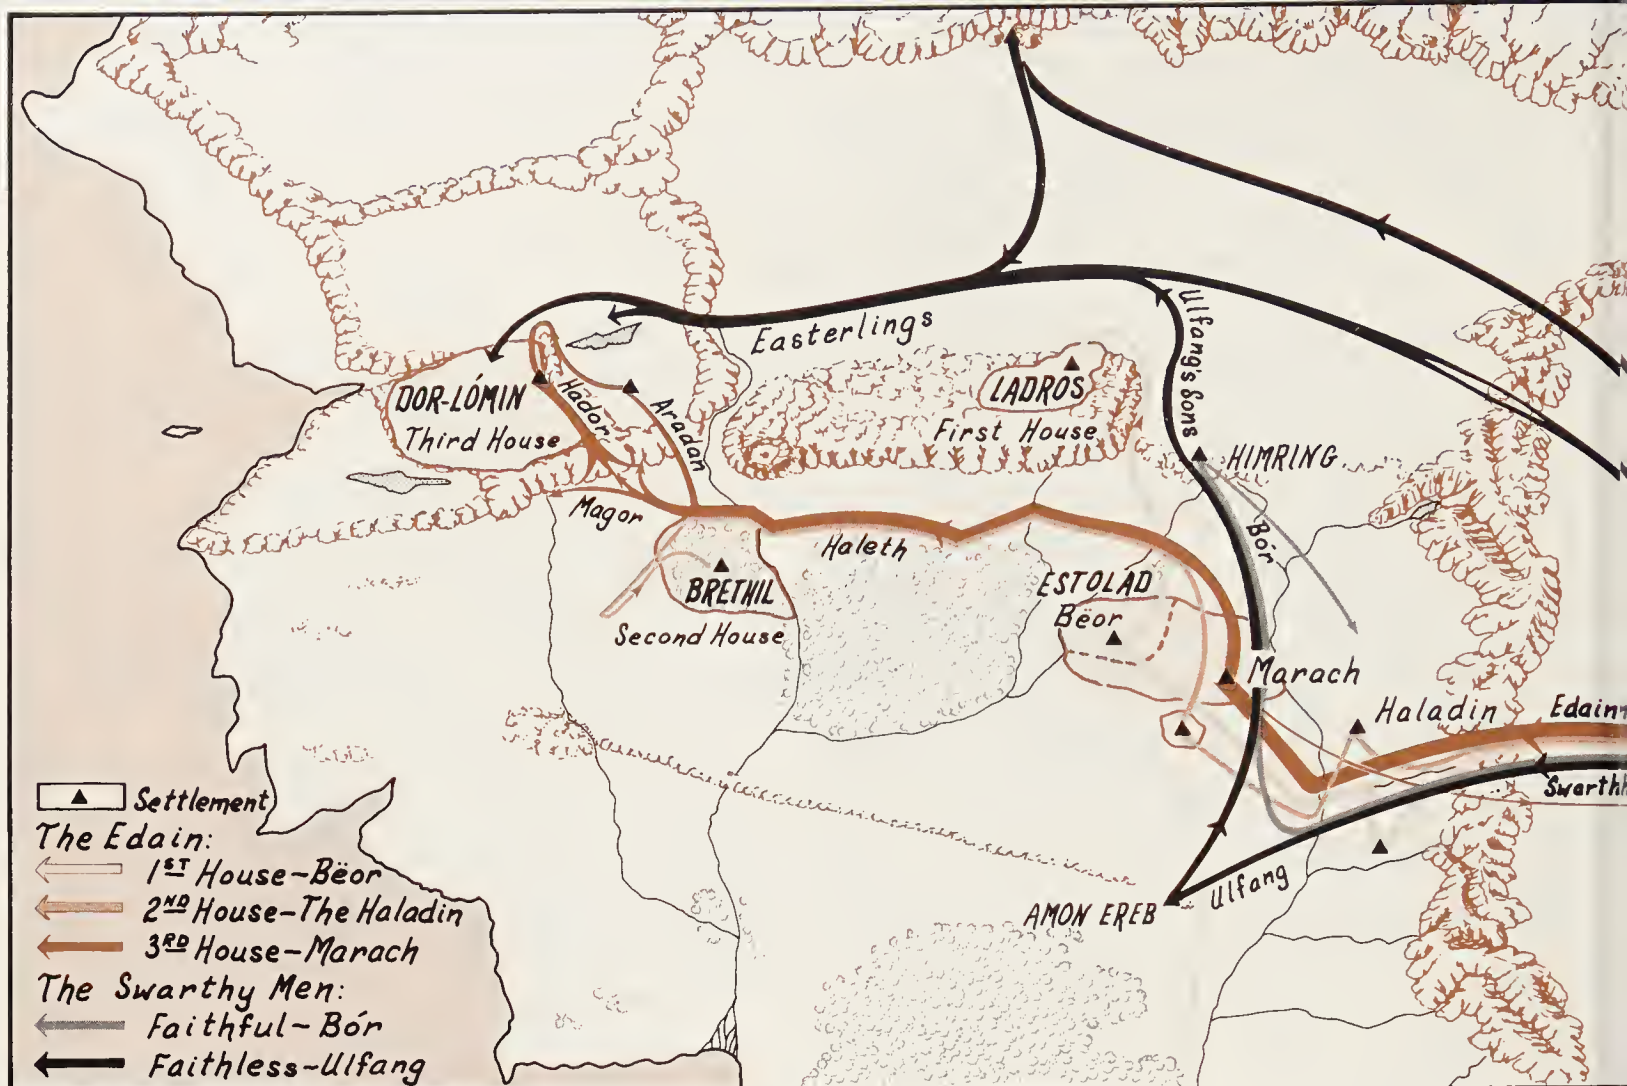 Easterlings
Ulfang's Sons
DOR-LÓMIN
Hador
Aradan
LADROS
Third House
First House
HIMRING
Magor
Haleth
Bór
BRETHIL
ESTOLAD
Bëor
Second House
Marach
Haladin
Edain
Swarth
Settlement
The Edain:
1ST House-Bëor
Ulfang
2ND House-The Haladin
AMON EREB
3RD House-Marach
The Swarthy Men:
Faithful-Bór
Faithless-Ulfang